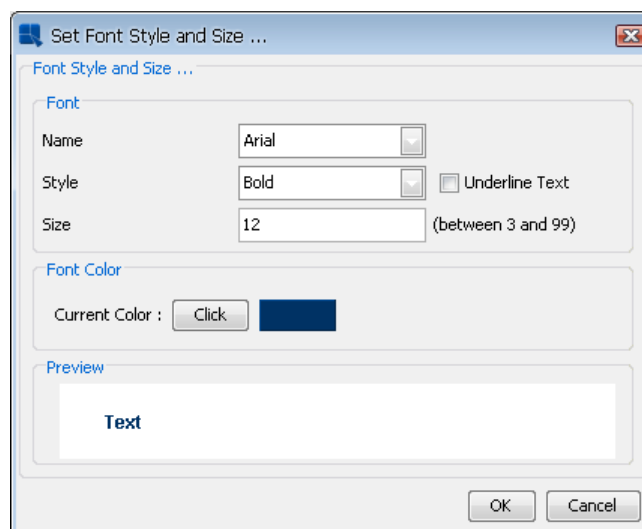 Set Font Style and Size ...
Font Style and Size ...
Font
Name Arial
Style Bold Underline Text
Size 12 (between 3 and 99)
Font Color
Current Color : Click
Preview
Text
OK Cancel